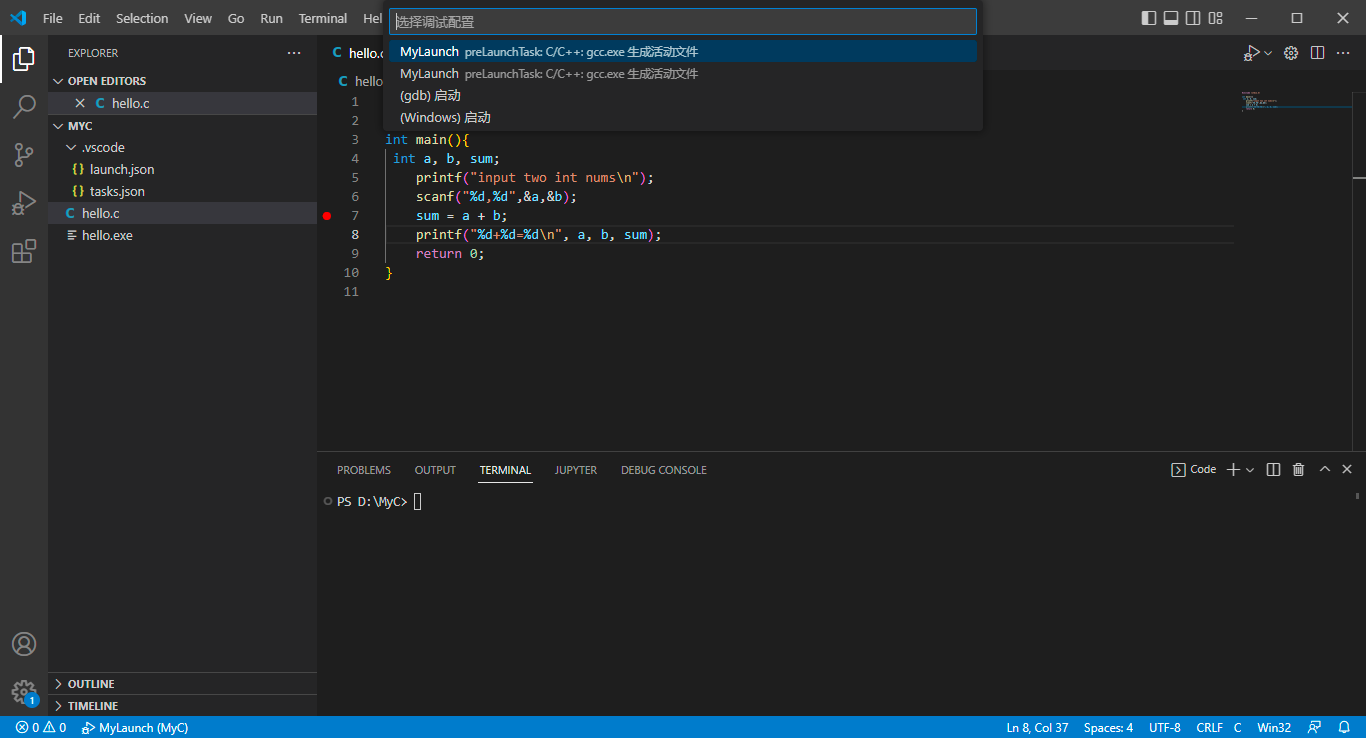 File Edit Selection View Go Run Terminal Hel
选择调试配置
MyLaunch preLaunchTask: C/C++: gcc.exe 生成活动文件
MyLaunch preLaunchTask: C/C++: gcc.exe 生成活动文件
(gdb) 启动
(Windows) 启动
EXPLORER
OPEN EDITORS
hello.c
MYC
.vscode
launch.json
tasks.json
hello.c
hello.exe
OUTLINE
TIMELINE
hello.c
hello
1
2
3 int main(){
4 int a, b, sum;
5 printf("input two int nums\n");
6 scanf("%d,%d",&a,&b);
7 sum = a + b;
8 printf("%d+%d=%d\n", a, b, sum);
9 return 0;
10 }
11
PROBLEMS OUTPUT TERMINAL JUPYTER DEBUG CONSOLE
Code
PS D:\MyC>
1
0 0 MyLaunch (MyC)
Ln 8, Col 37 Spaces: 4 UTF-8 CRLF C Win32